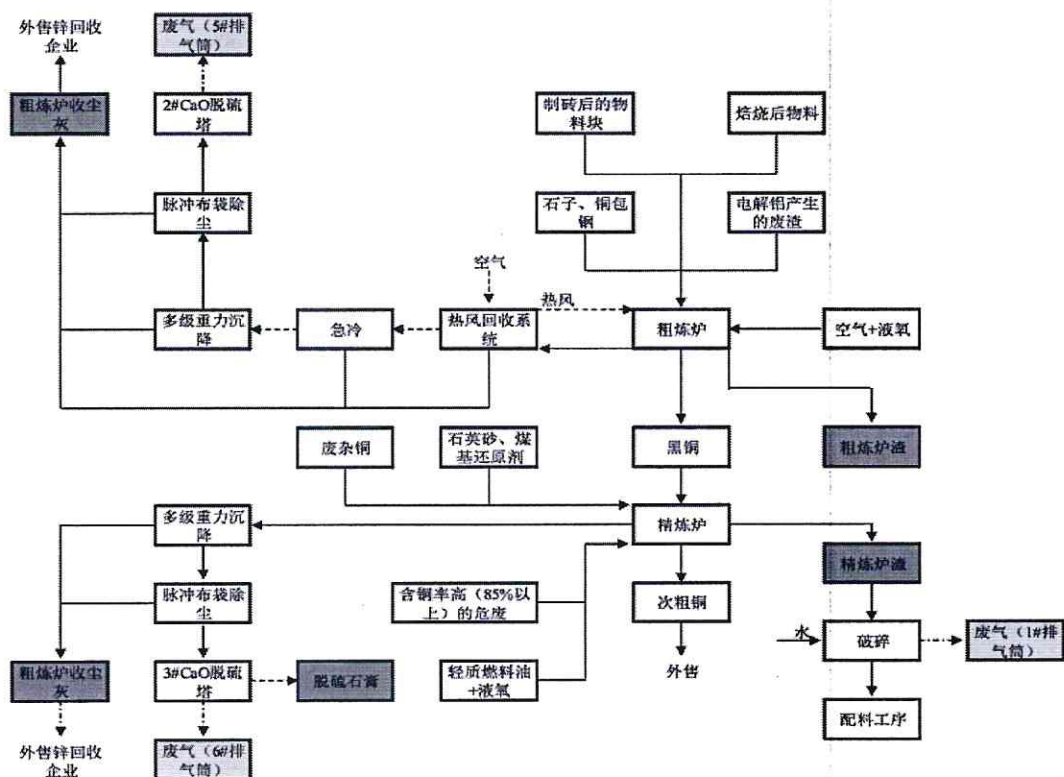 外售锌回收
企业
废气（5#排
气筒）
粗炼炉收尘
灰
2#CaO脱硫
塔
制砖后的物
料块
焙烧后物料
脉冲布袋除
尘
石子、铜包
钢
电解铝产生
的废渣
空气
热风
多级重力沉
降
急冷
热风回收系
统
粗炼炉
空气+液氧
废杂铜
石英砂、煤
基还原剂
黑铜
粗炼炉渣
多级重力沉
降
精炼炉
精炼炉渣
脉冲布袋除
尘
含铜率高（85%以
上）的危废
次粗铜
水
破碎
废气（1#排
气筒）
粗炼炉收尘
灰
3#CaO脱硫
塔
脱硫石膏
轻质燃料油
+液氧
外售
配料工序
外售锌回收
企业
废气（6#排
气筒）